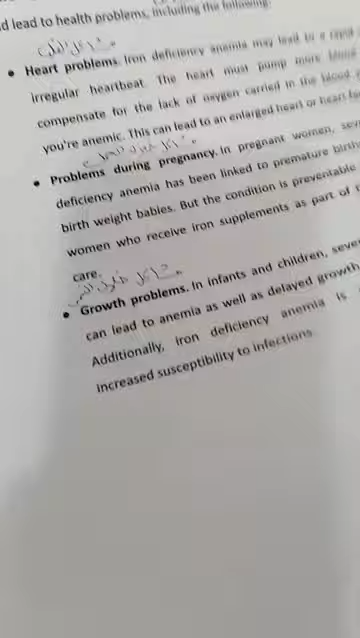 d lead to health problems, including the following:
مشاكل القلب
• Heart problems. Iron deficiency anemia may lead to a rapid
irregular heartbeat. The heart must pump more blood
compensate for the lack of oxygen carried in the blood
you're anemic. This can lead to an enlarged heart or heart fa
• Problems during pregnancy. In pregnant women, sev
deficiency anemia has been linked to premature birth
birth weight babies. But the condition is preventable
women who receive iron supplements as part of
care.
• Growth problems. In infants and children, seve
can lead to anemia as well as delayed growth
Additionally, iron deficiency anemia is
increased susceptibility to infections.